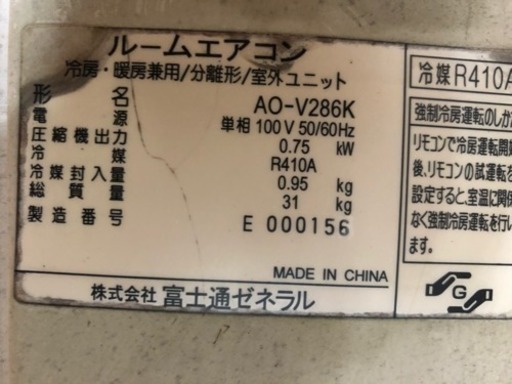 ルームエアコン
冷房・暖房兼用/分離形/室外ユニット
形名 AO-V286K
電源 単相 100V 50/60Hz
圧縮機出力 0.75 kW
冷媒 R410A
冷媒封入量 0.95 kg
総質量 31 kg
製造番号 E 000156
MADE IN CHINA
株式会社 富士通ゼネラル
冷媒 R410A
強制冷房運転のしか
リモコンで冷房運転開
後、リモコンの試運転
設定すると、室温に関
なく強制冷房運転を行
ます。
G